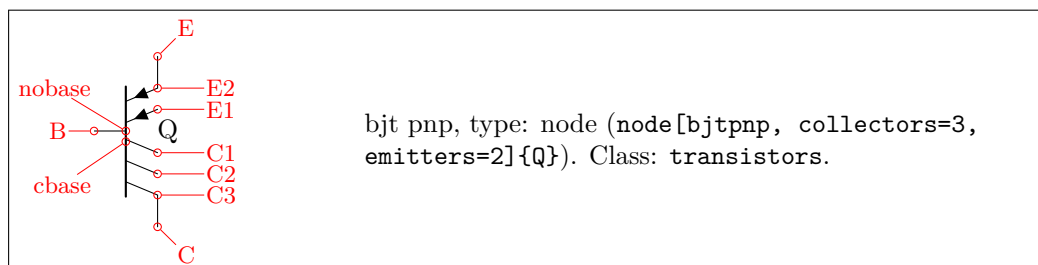 E
nobase
E2
E1
B
Q
C1
C2
cbase
C3
C
bjt pnp, type: node (node[bjtpnp, collectors=3,
emitters=2]{Q}). Class: transistors.